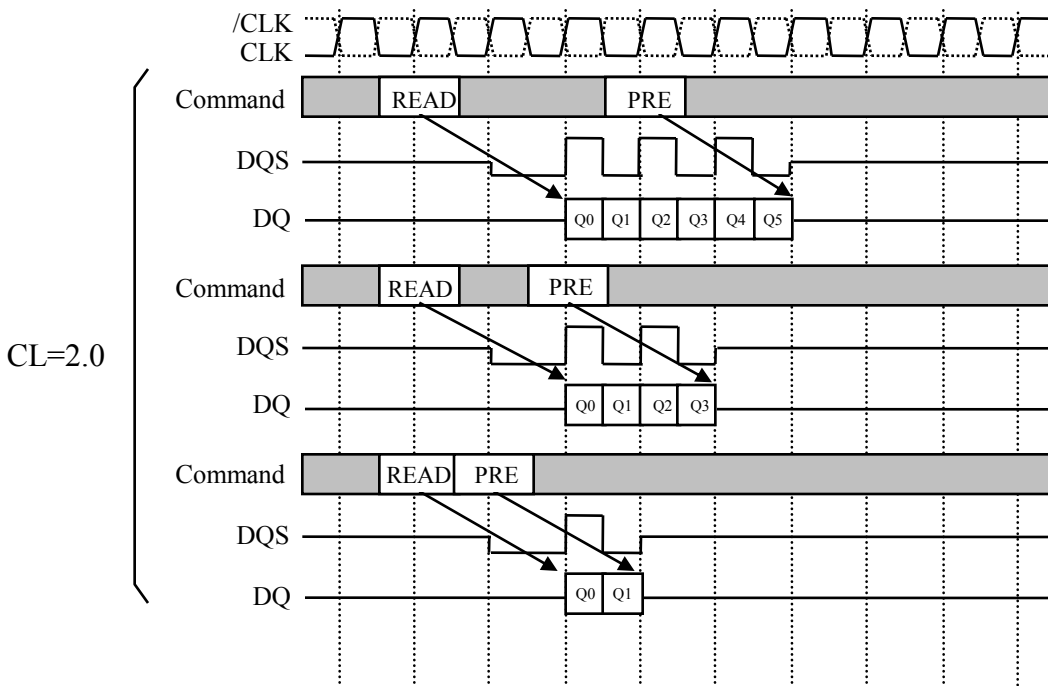 /CLK
CLK
Command READ PRE
DQS
DQ Q0 Q1 Q2 Q3 Q4 Q5
Command READ PRE
CL=2.0
DQS
DQ Q0 Q1 Q2 Q3
Command READ PRE
DQS
DQ Q0 Q1